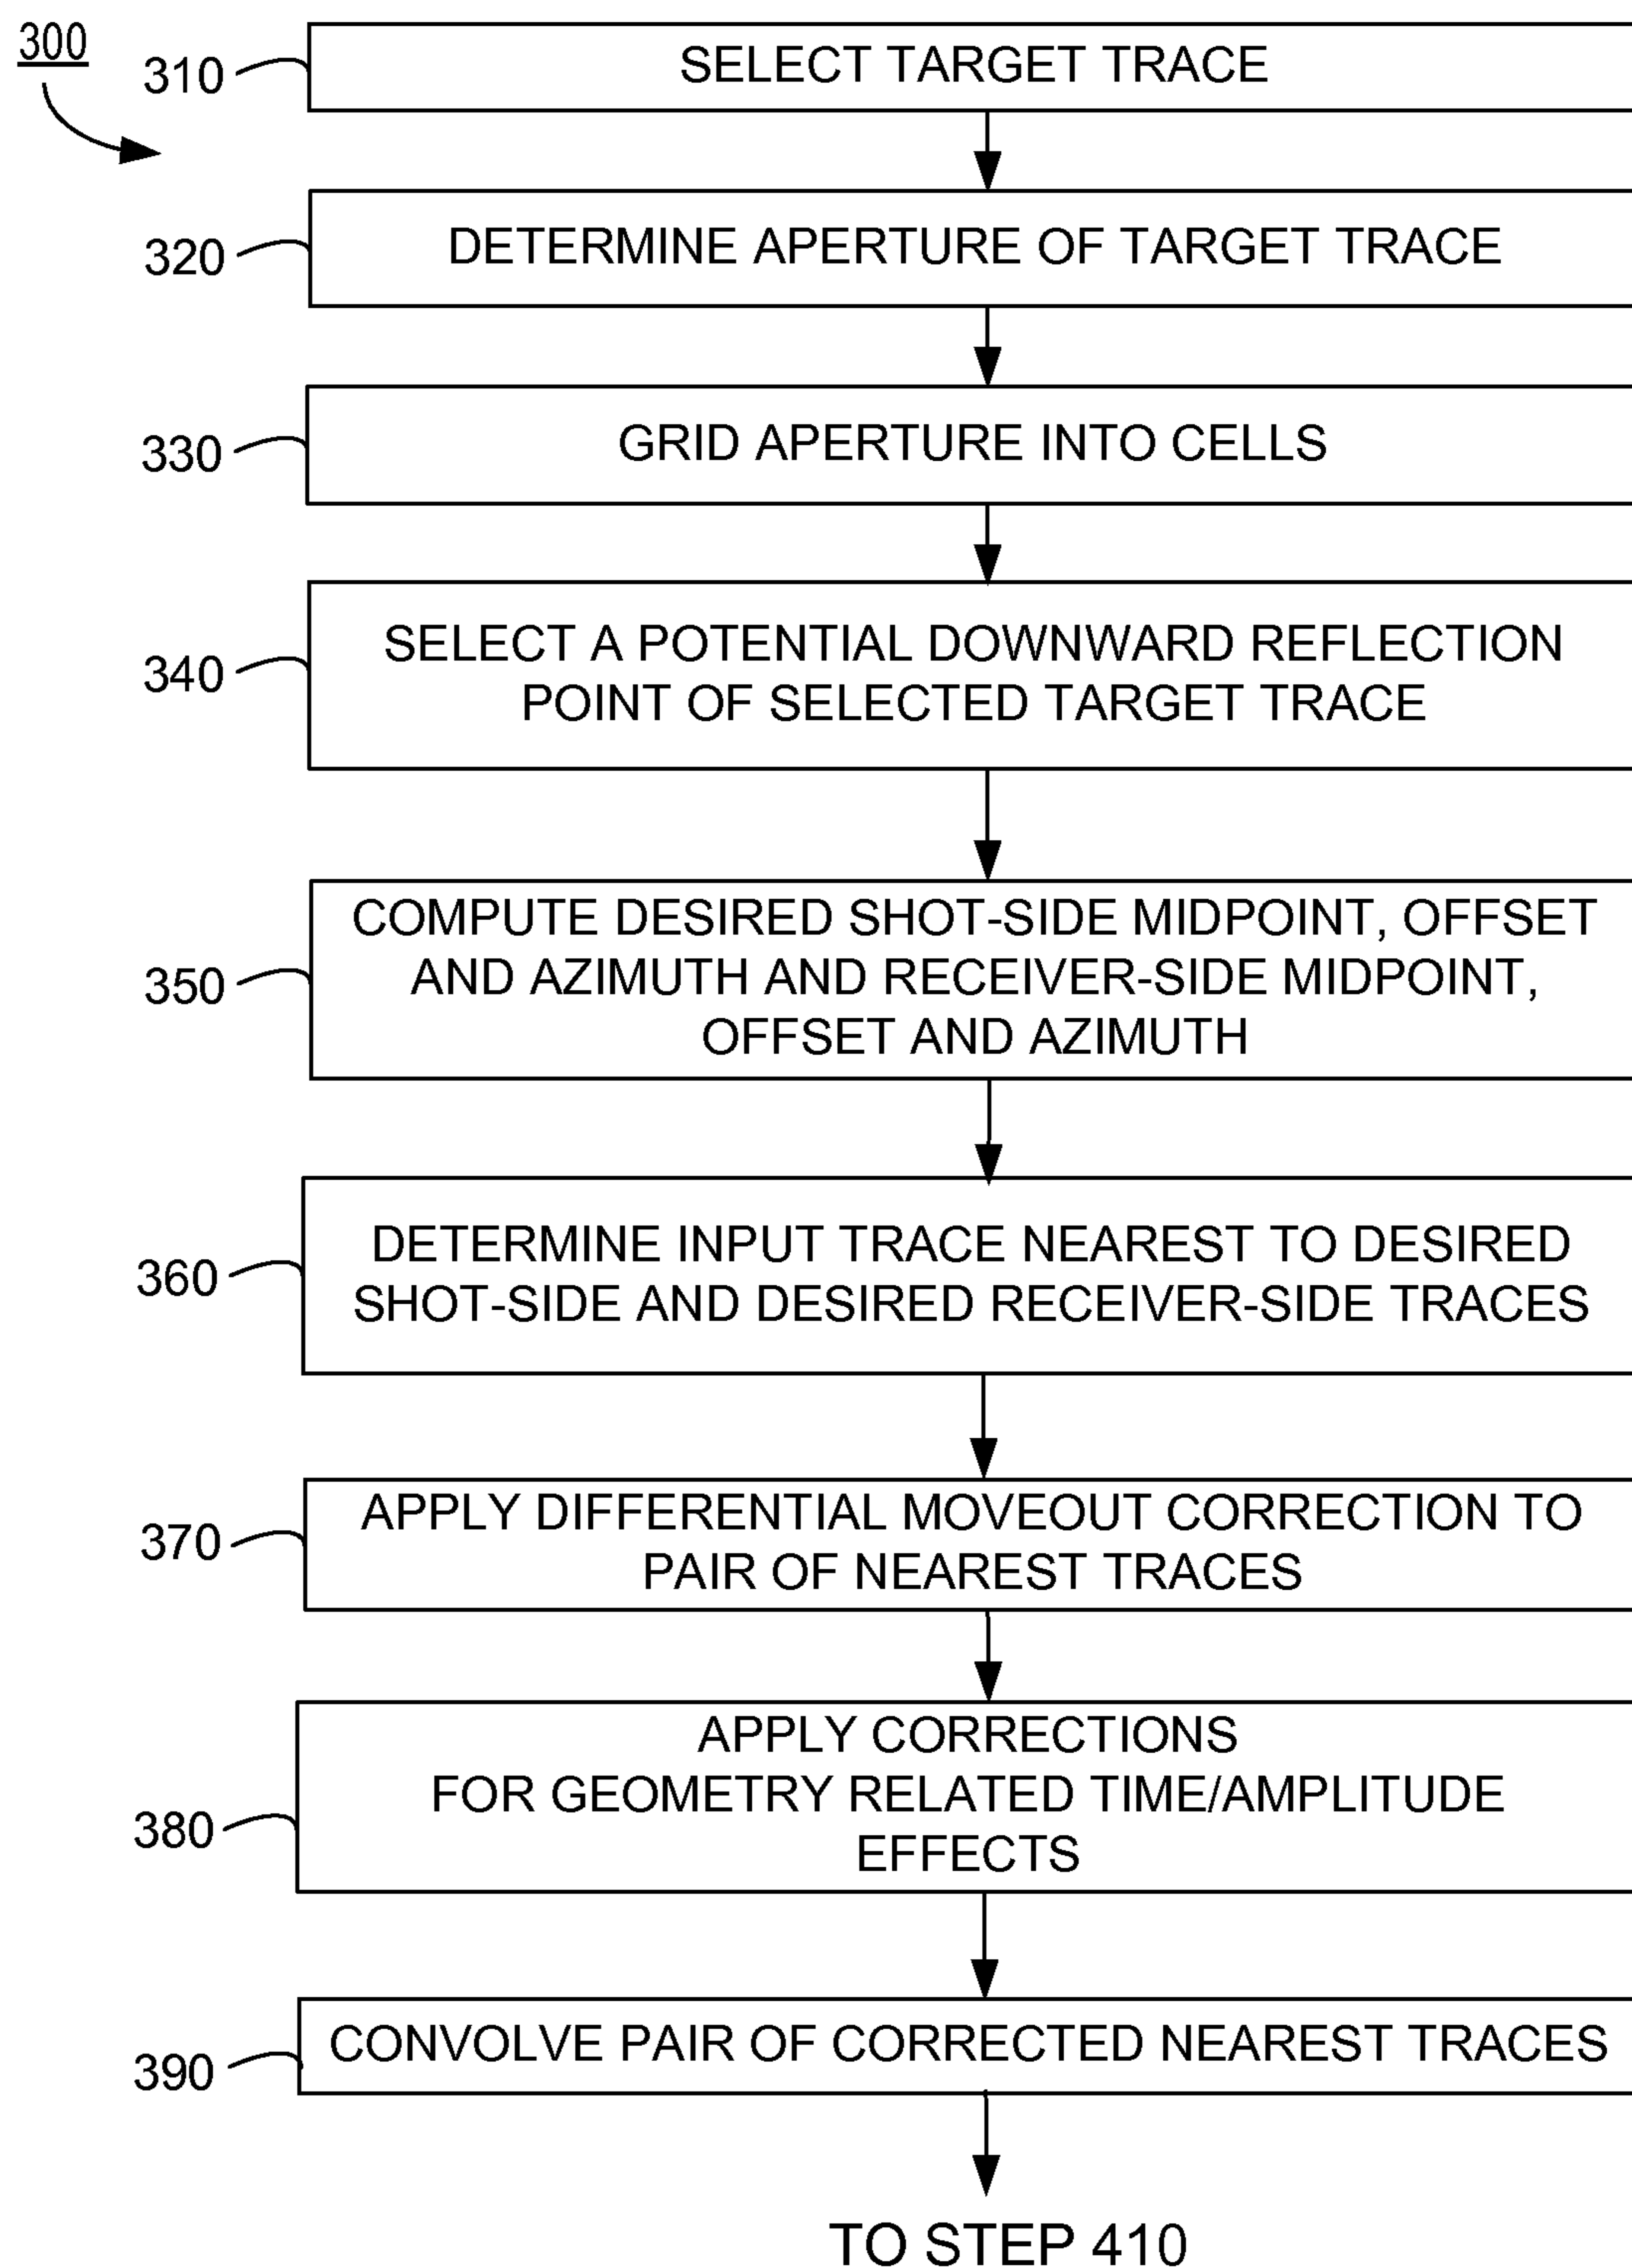 300
310
SELECT TARGET TRACE
320
DETERMINE APERTURE OF TARGET TRACE
330
GRID APERTURE INTO CELLS
340
SELECT A POTENTIAL DOWNWARD REFLECTION
POINT OF SELECTED TARGET TRACE
350
COMPUTE DESIRED SHOT-SIDE MIDPOINT, OFFSET
AND AZIMUTH AND RECEIVER-SIDE MIDPOINT,
OFFSET AND AZIMUTH
360
DETERMINE INPUT TRACE NEAREST TO DESIRED
SHOT-SIDE AND DESIRED RECEIVER-SIDE TRACES
370
APPLY DIFFERENTIAL MOVEOUT CORRECTION TO
PAIR OF NEAREST TRACES
380
APPLY CORRECTIONS
FOR GEOMETRY RELATED TIME/AMPLITUDE
EFFECTS
390
CONVOLVE PAIR OF CORRECTED NEAREST TRACES
TO STEP 410